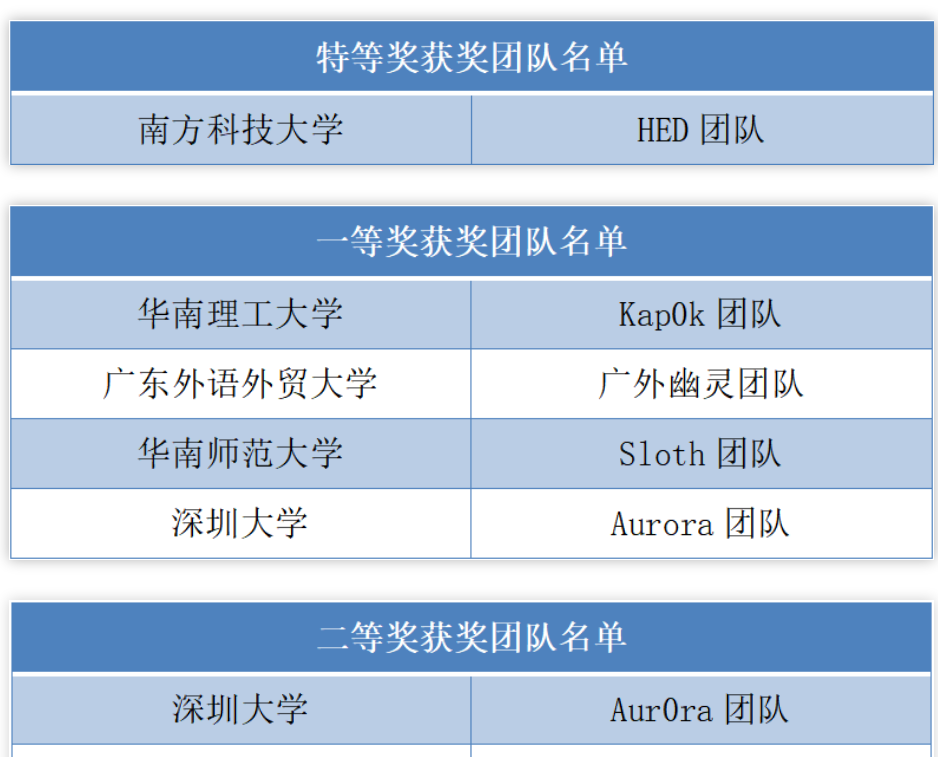 特等奖获奖团队名单
南方科技大学 HED 团队
一等奖获奖团队名单
华南理工大学 Kap0k 团队
广东外语外贸大学 广外幽灵团队
华南师范大学 Sloth 团队
深圳大学 Aurora 团队
二等奖获奖团队名单
深圳大学 Aur0ra 团队